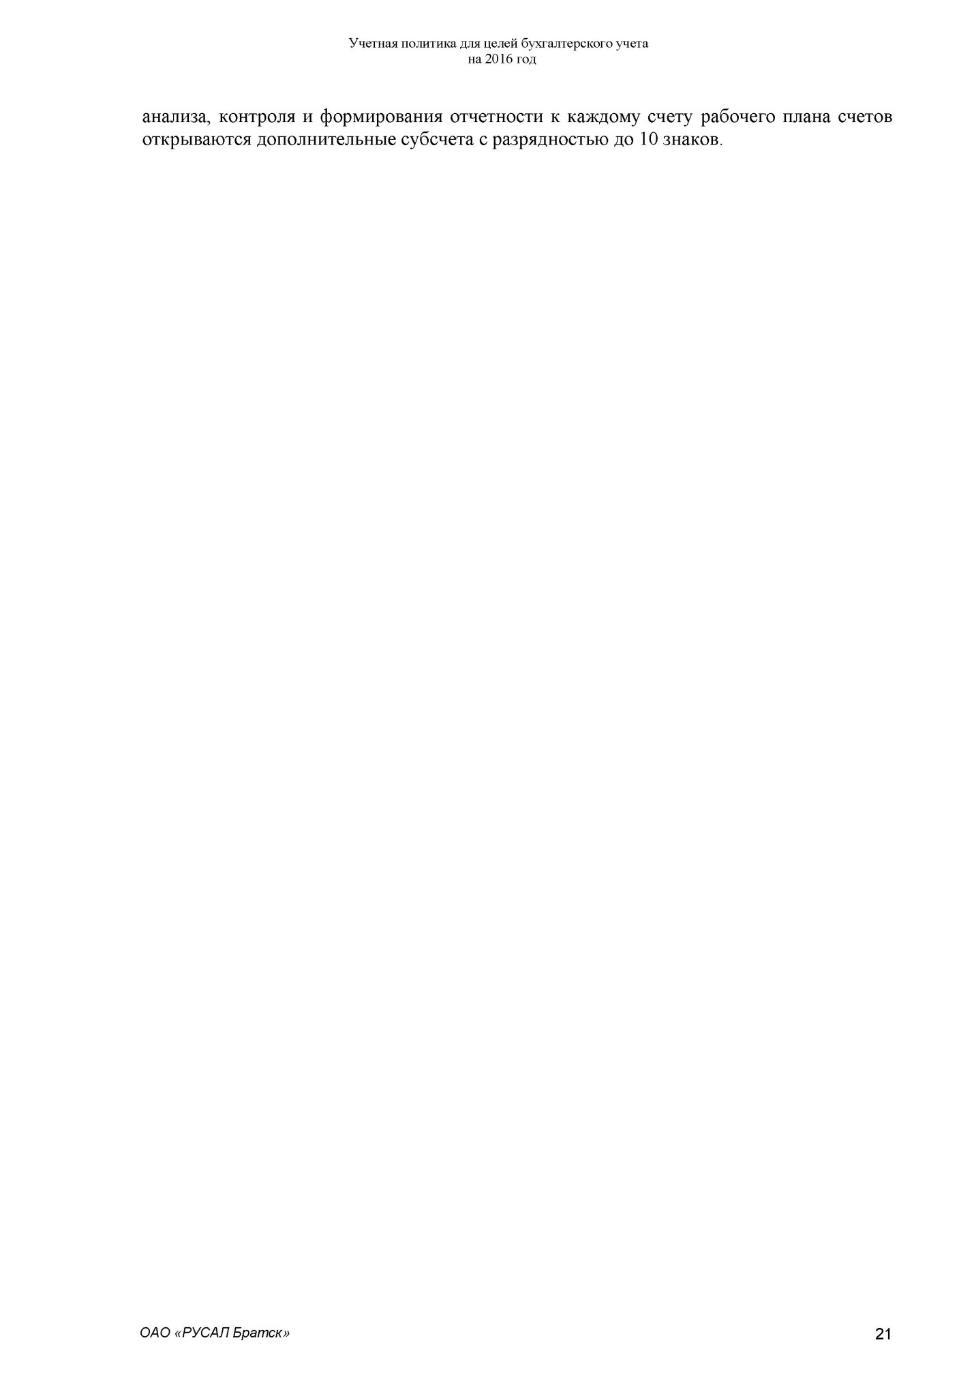 Учетная политика для целей бухгалтерского учета
на 2016 год
анализа, контроля и формирования отчетности к каждому счету рабочего плана счетов
открываются дополнительные субсчета с разрядностью до 10 знаков.
ОАО «РУСАЛ Братск»
21